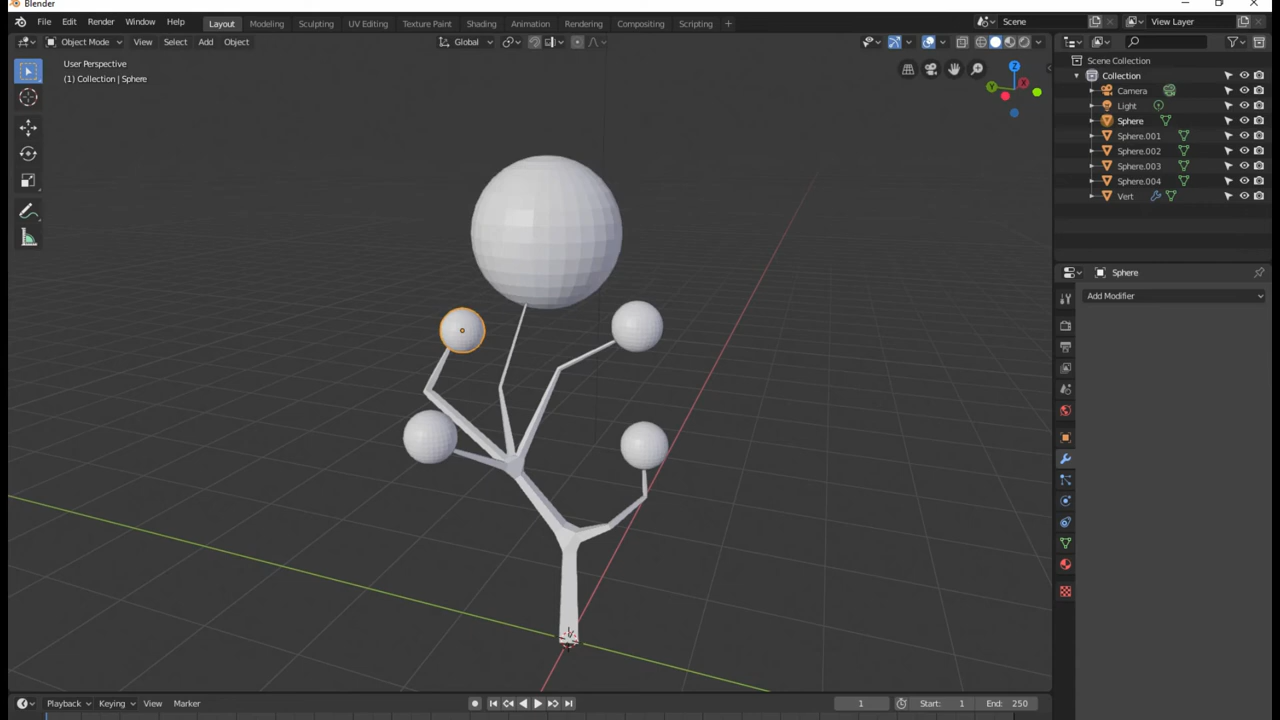 Blender
File Edit Render Window Help
Layout Modeling Sculpting UV Editing Texture Paint Shading Animation Rendering Compositing Scripting +
Scene
View Layer
Object Mode View Select Add Object
Global
User Perspective
(1) Collection | Sphere
Z
Y
X
Scene Collection
Collection
Camera
Light
Sphere
Sphere.001
Sphere.002
Sphere.003
Sphere.004
Vert
Sphere
Add Modifier
Playback Keying View Marker
1
Start: 1
End: 250